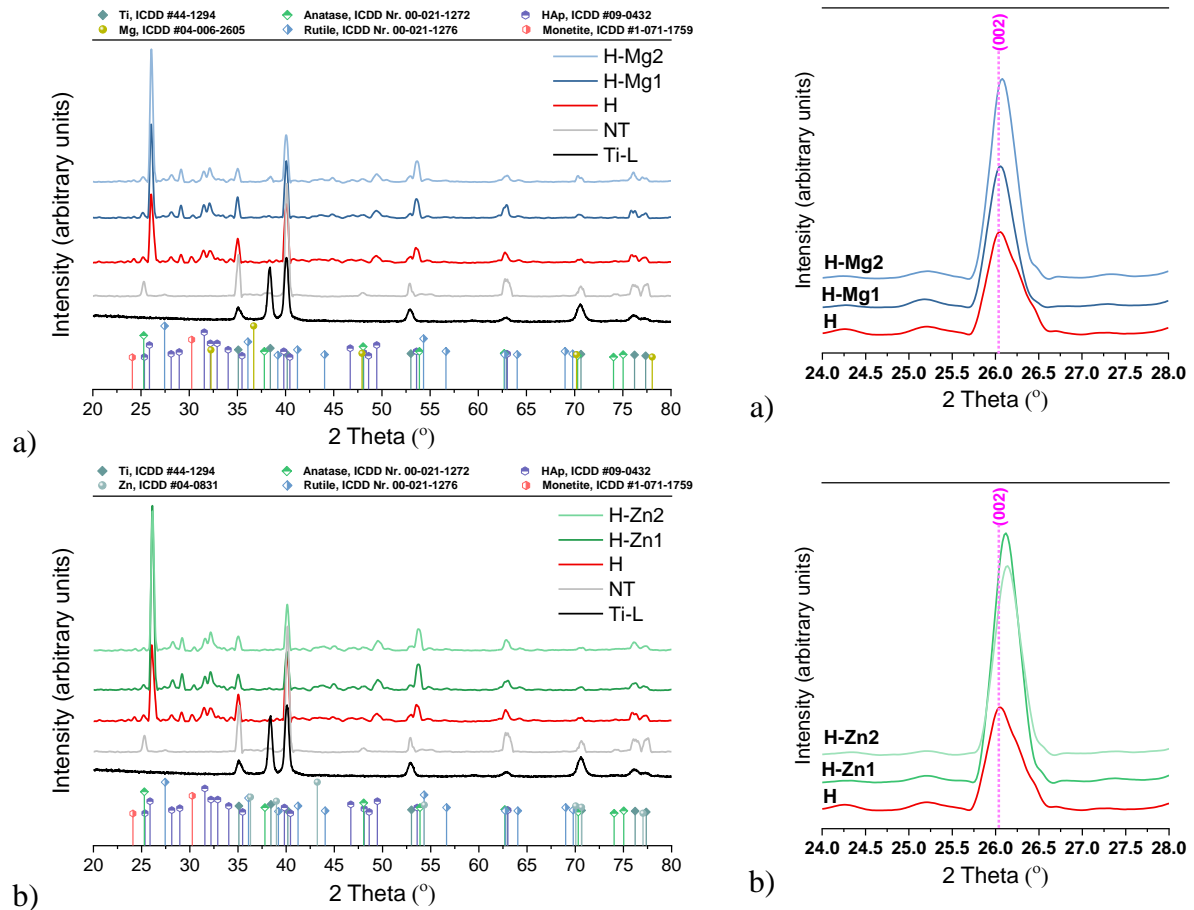 Ti, ICDD #44-1294 Anatase, ICDD Nr. 00-021-1272 HAp, ICDD #09-0432
Mg, ICDD #04-006-2605 Rutile, ICDD Nr. 00-021-1276 Monetite, ICDD #1-071-1759
H-Mg2
H-Mg1
H
NT
Ti-L
Intensity (arbitrary units)
20 25 30 35 40 45 50 55 60 65 70 75 80
2 Theta (°)
a)
(002)
H-Mg2
H-Mg1
H
Intensity (arbitrary units)
24.0 24.5 25.0 25.5 26.0 26.5 27.0 27.5 28.0
2 Theta (°)
a)
Ti, ICDD #44-1294 Anatase, ICDD Nr. 00-021-1272 HAp, ICDD #09-0432
Zn, ICDD #04-0831 Rutile, ICDD Nr. 00-021-1276 Monetite, ICDD #1-071-1759
H-Zn2
H-Zn1
H
NT
Ti-L
Intensity (arbitrary units)
20 25 30 35 40 45 50 55 60 65 70 75 80
2 Theta (°)
b)
(002)
H-Zn2
H-Zn1
H
Intensity (arbitrary units)
24.0 24.5 25.0 25.5 26.0 26.5 27.0 27.5 28.0
2 Theta (°)
b)